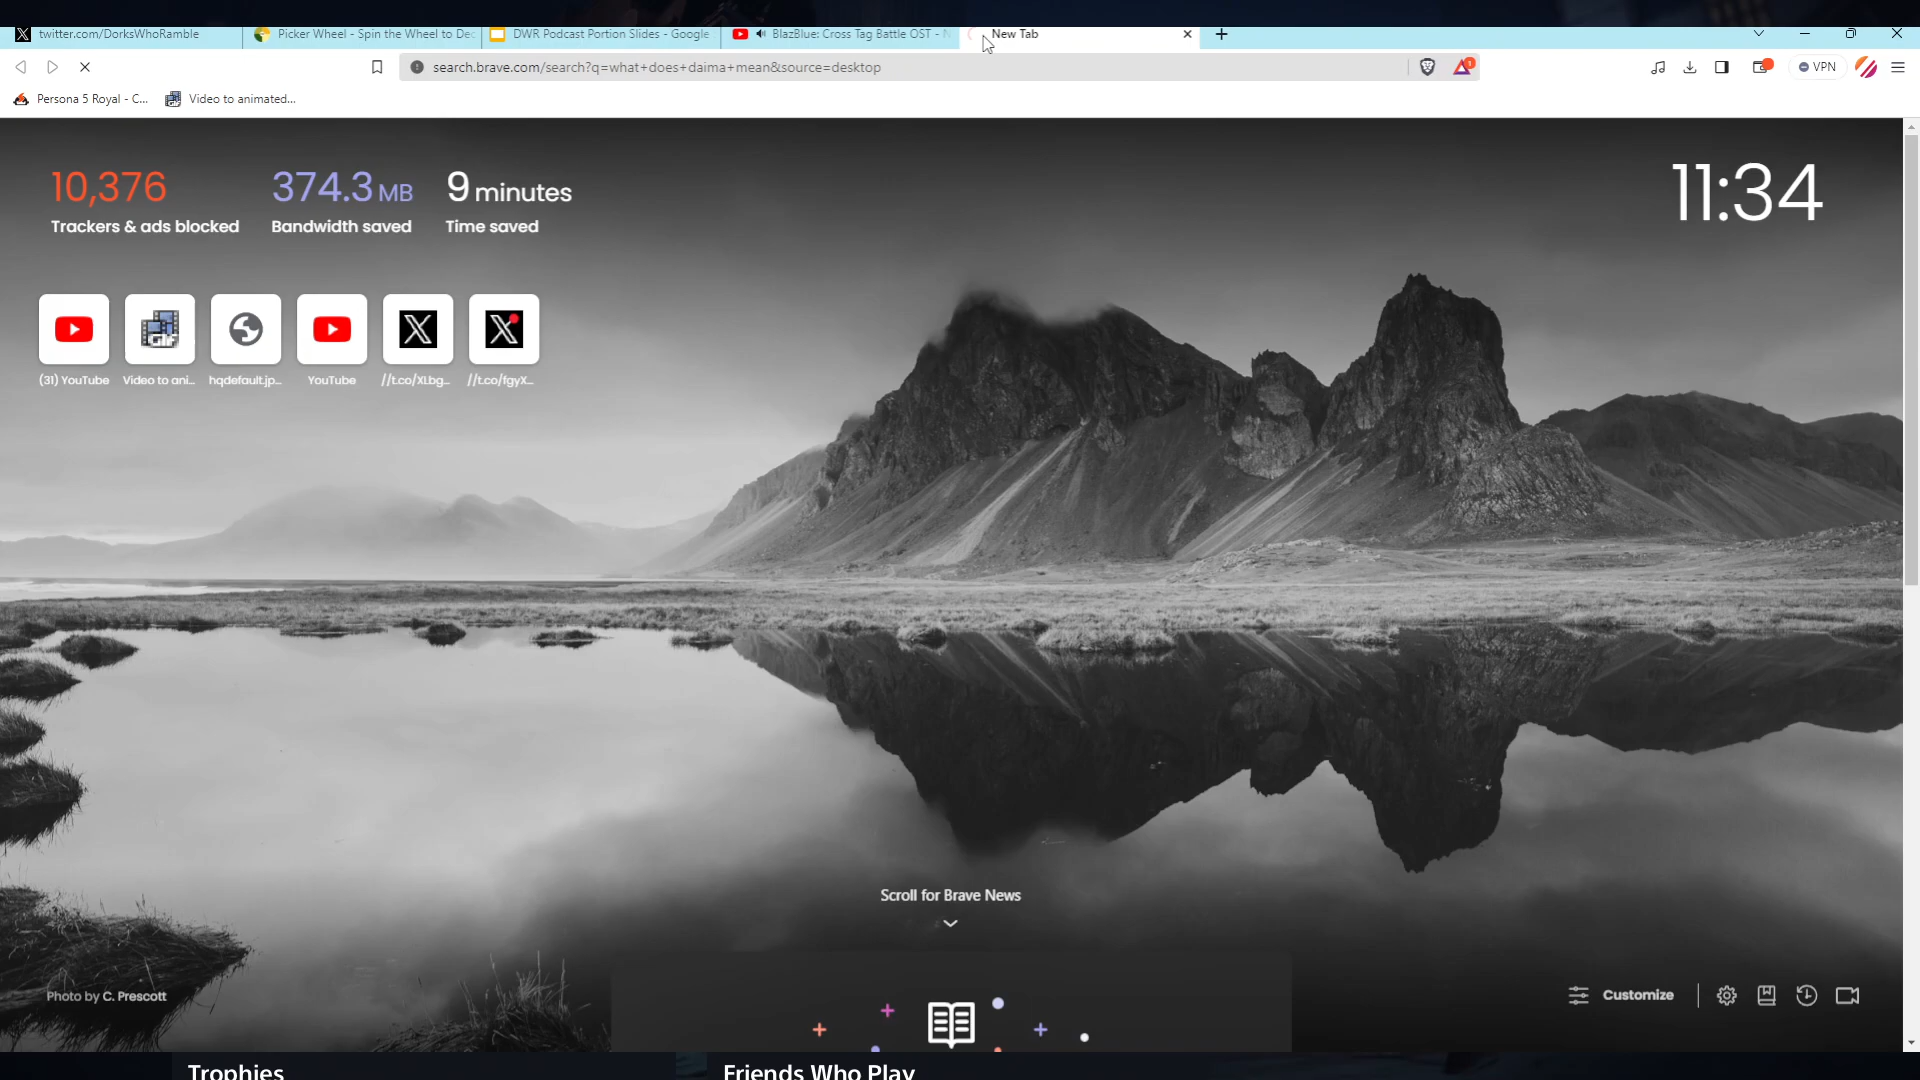 twitter.com/DorksWhoRamble
Picker Wheel - Spin the Wheel to Dec
DWR Podcast Portion Slides - Google
BlazBlue: Cross Tag Battle OST - N
New Tab
search.brave.com/search?q=what+does+daima+mean&source=desktop
1
VPN
Persona 5 Royal - C...
Video to animated...
10,376
Trackers & ads blocked
374.3 MB
Bandwidth saved
9 minutes
Time saved
11:34
(31) YouTube
Video to ani...
hqdefault.jp...
YouTube
//t.co/XLbg...
//t.co/fgyX...
Scroll for Brave News
Photo by C. Prescott
Customize
Trophies
Friends Who Play